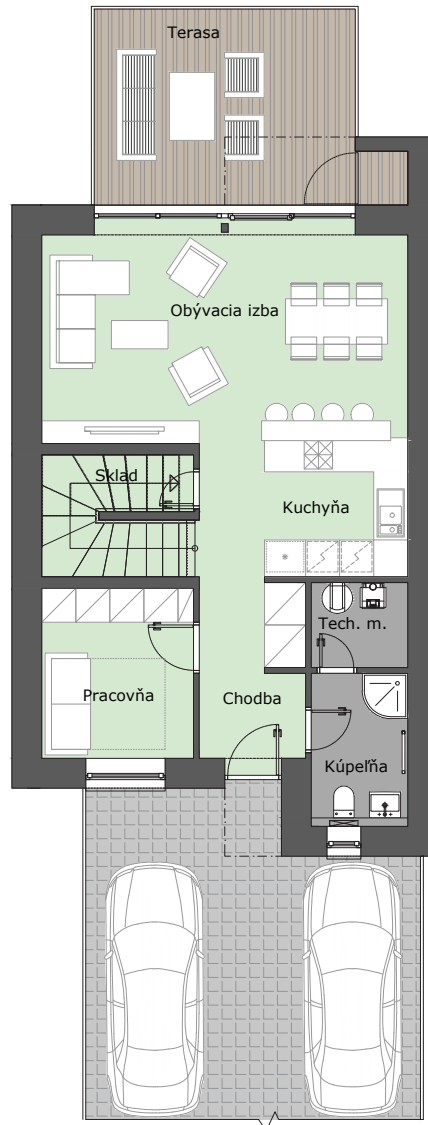 Terasa
Obývacia izba
Sklad
Kuchyňa
Tech. m.
Pracovňa
Chodba
Kúpeľňa